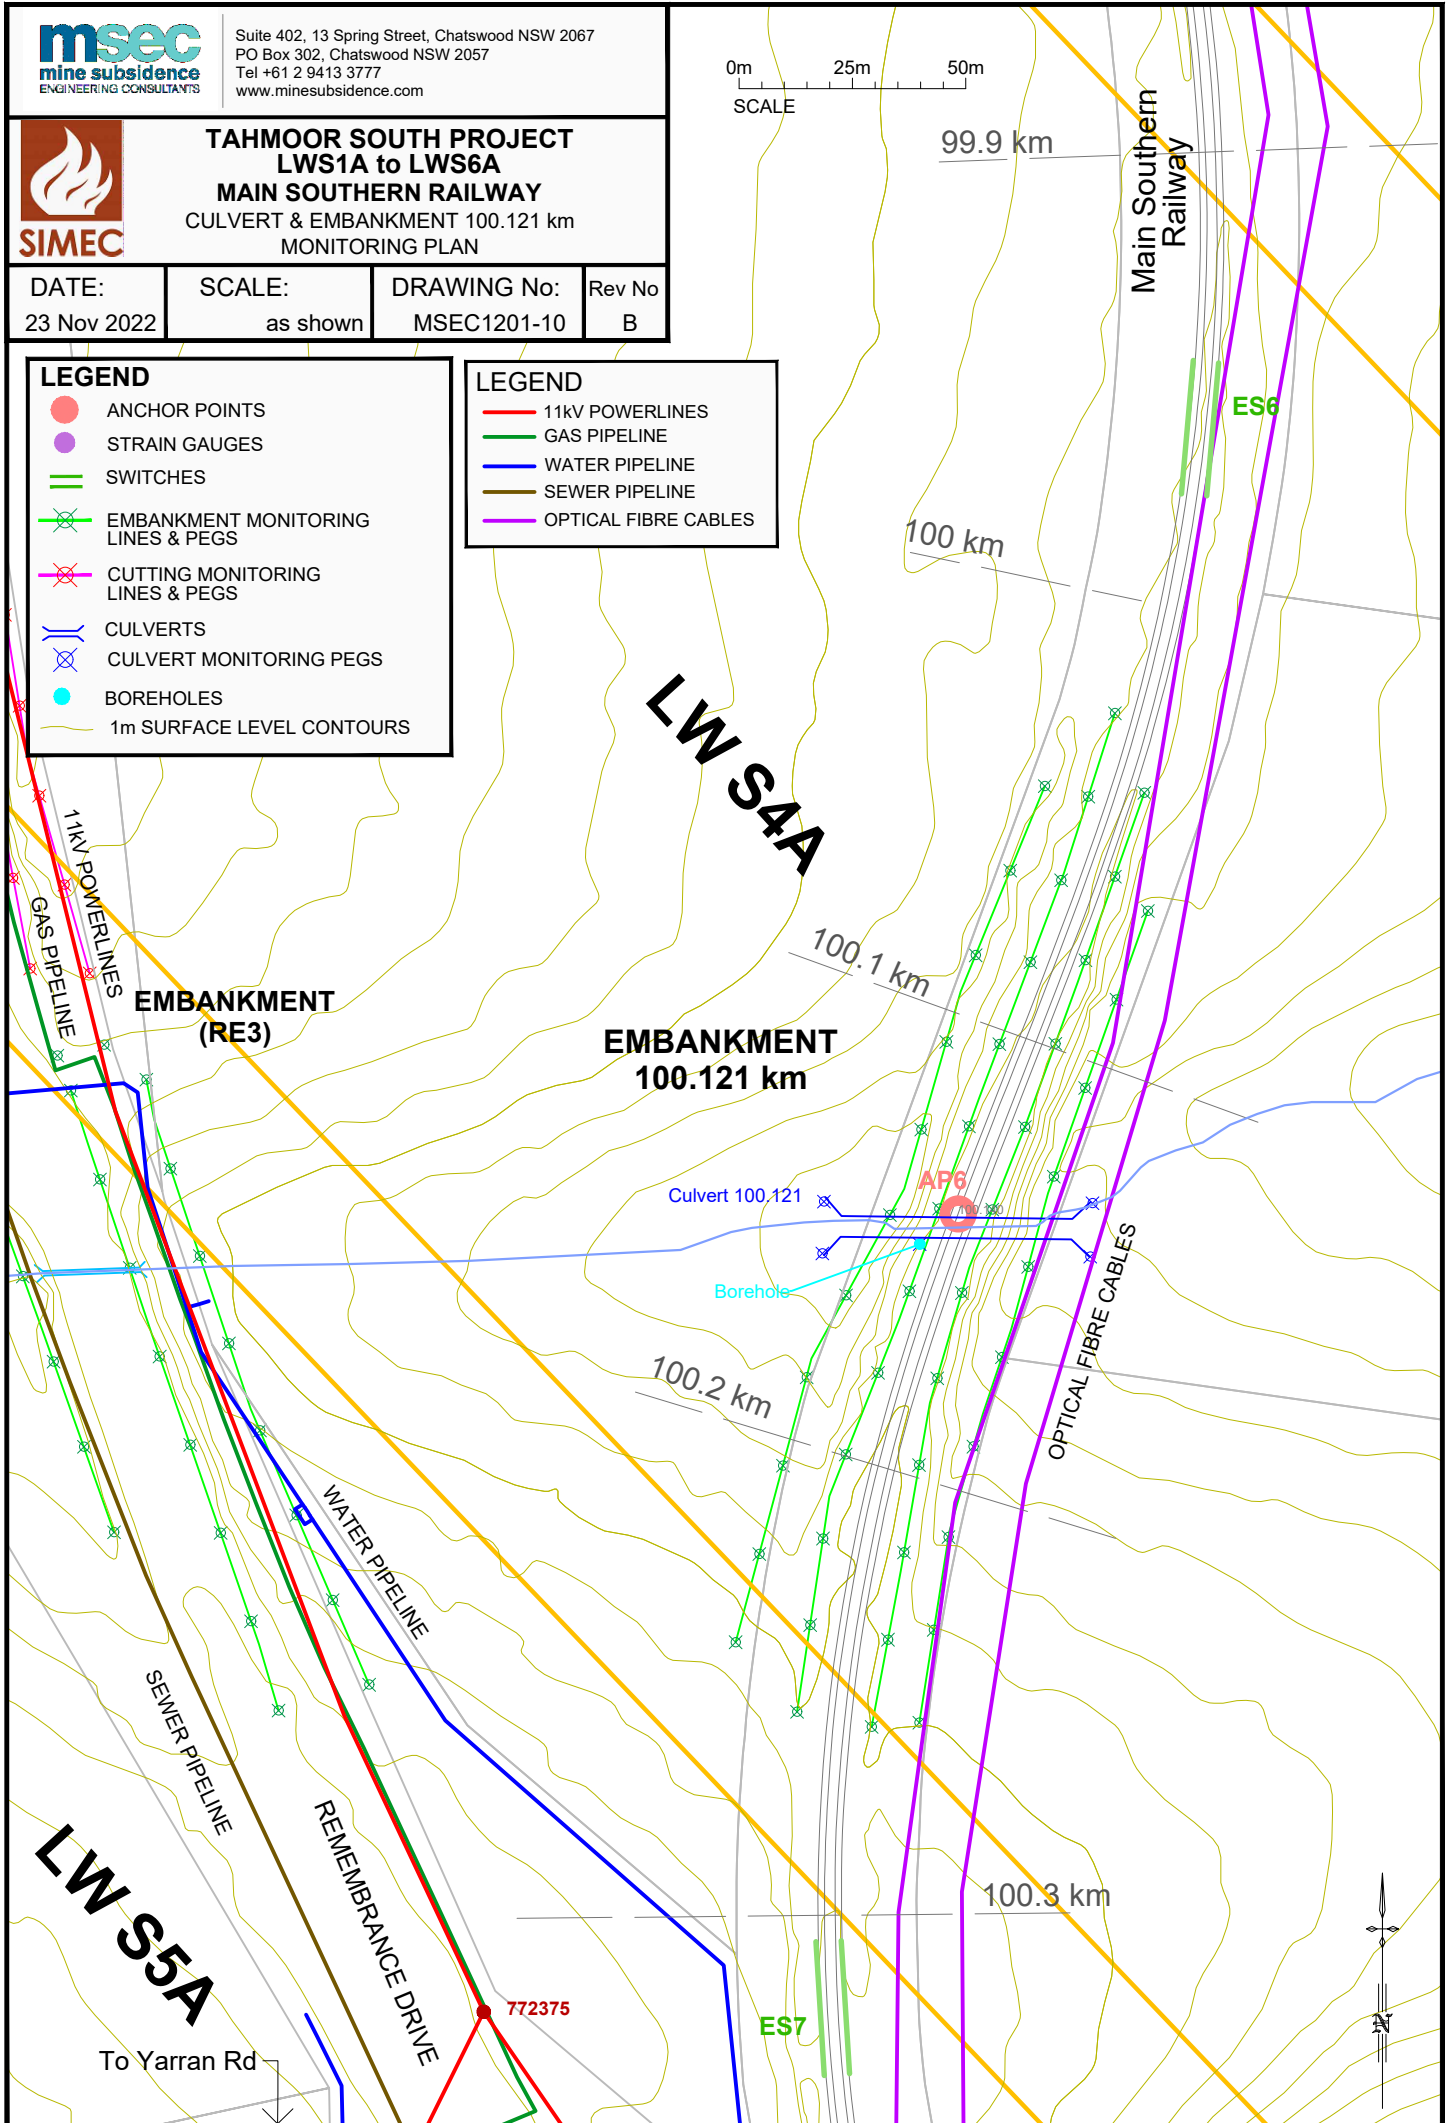 msec
mine subsidence
ENGINEERING CONSULTANTS
Suite 402, 13 Spring Street, Chatswood NSW 2067
PO Box 302, Chatswood NSW 2057
Tel +61 2 9413 3777
www.minesubsidence.com
SIMEC
TAHMOOR SOUTH PROJECT
LWS1A to LWS6A
MAIN SOUTHERN RAILWAY
CULVERT & EMBANKMENT 100.121 km
MONITORING PLAN
DATE:
23 Nov 2022
SCALE:
as shown
DRAWING No:
MSEC1201-10
Rev No
B
0m 25m 50m
SCALE
99.9 km
Main Southern
Railway
LEGEND
ANCHOR POINTS
STRAIN GAUGES
SWITCHES
EMBANKMENT MONITORING
LINES & PEGS
CUTTING MONITORING
LINES & PEGS
CULVERTS
CULVERT MONITORING PEGS
BOREHOLES
1m SURFACE LEVEL CONTOURS
LEGEND
11kV POWERLINES
GAS PIPELINE
WATER PIPELINE
SEWER PIPELINE
OPTICAL FIBRE CABLES
ES6
100 km
LW S4A
11kV POWERLINES
GAS PIPELINE
100.1 km
EMBANKMENT
(RE3)
EMBANKMENT
100.121 km
AP6
Culvert 100.121
Borehole
OPTICAL FIBRE CABLES
100.2 km
WATER PIPELINE
SEWER PIPELINE
REMEMBRANCE DRIVE
LW S5A
100.3 km
772375
ES7
To Yarran Rd
N